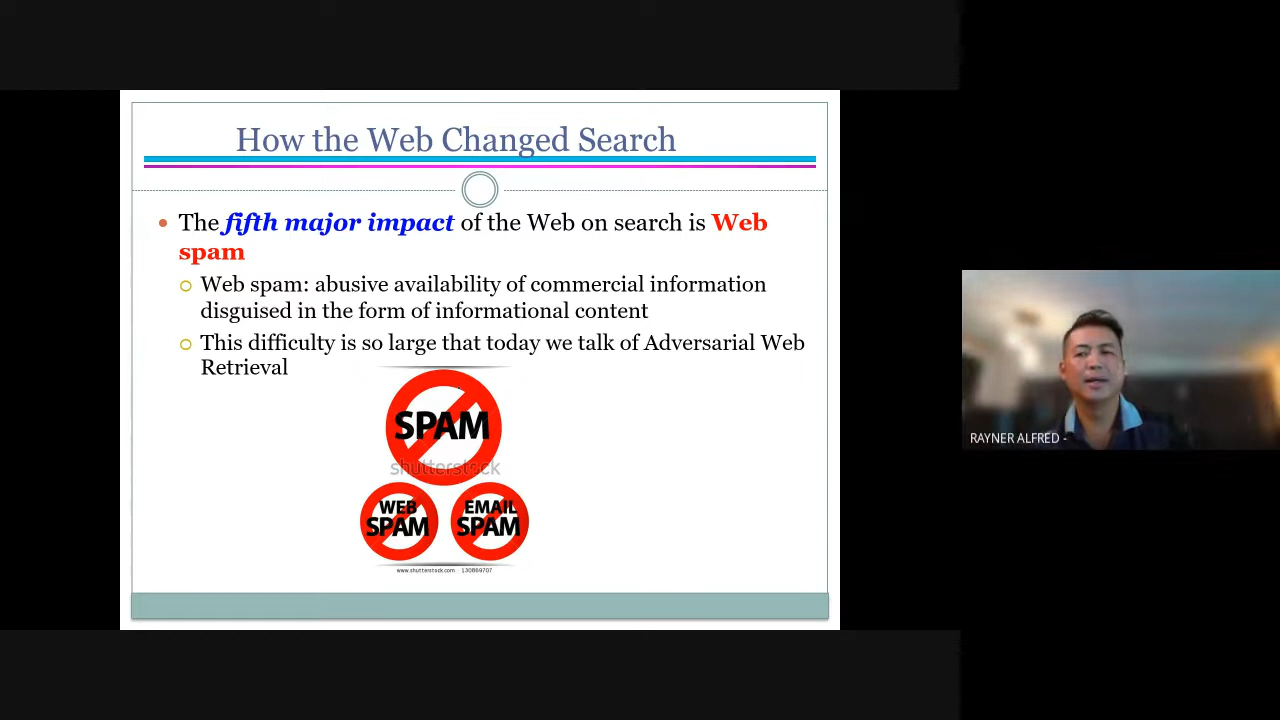 How the Web Changed Search
The fifth major impact of the Web on search is Web
spam
Web spam: abusive availability of commercial information
disguised in the form of informational content
This difficulty is so large that today we talk of Adversarial Web
Retrieval
SPAM
shutterstock
WEB
SPAM
EMAIL
SPAM
www.shutterstock.com · 130869707
RAYNER ALFRED -